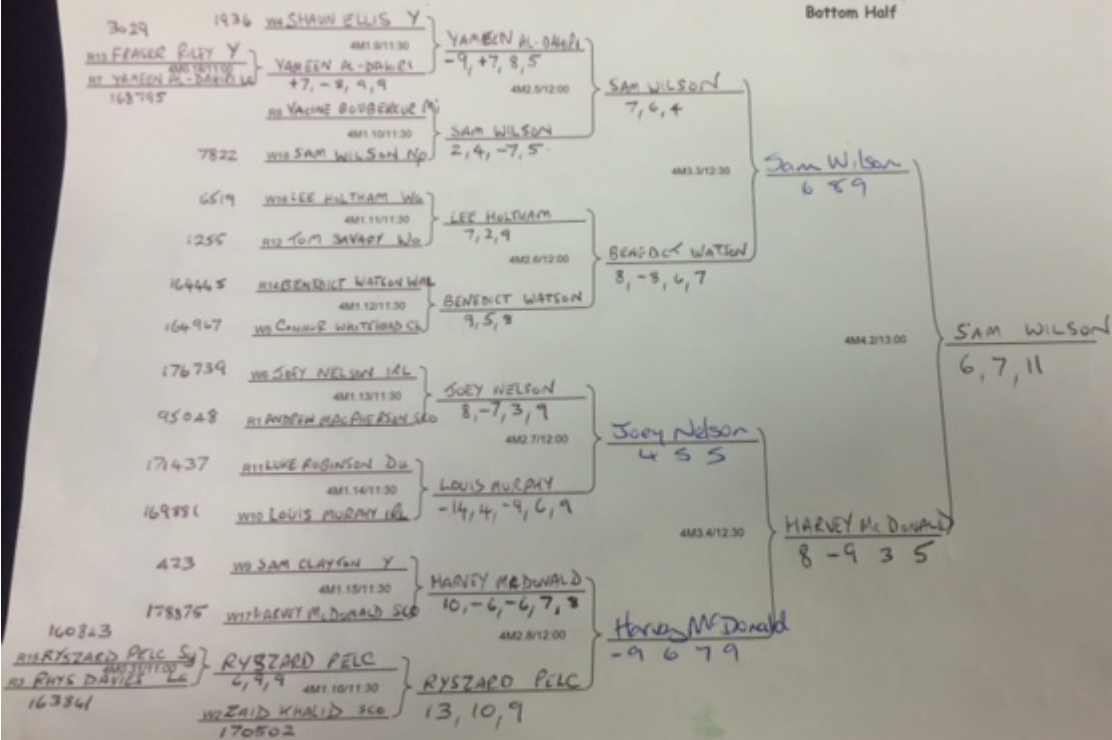 Bottom Half
3029
1936 W4 SHAUN ELLIS Y
R13 FRASER RILEY Y
4M1.9/11:30
YAMEEN AL-DAHIRI
-9, +7, 8, 5
R7 YAMEEN AL-DAHIRI
168795
YAMEEN AL-DAHIRI
+7, -8, 9, 9
4M2.5/12:00
SAM WILSON
7, 6, 4
YACINE BOUBEKEUR
4M1.10/11:30
SAM WILSON
2, 4, -7, 5
7822 SAM WILSON Np
4M3.3/12:30
Sam Wilson
6 8 9
6519 LEE HOLTHAM
4M1.11/11:30
LEE HOLTHAM
7, 2, 9
1255 R12 TOM SAVARY
4M2.6/12:00
BENEDICT WATSON
8, -8, 6, 7
164445 R14 BENEDICT WATSON
4M1.12/11:30
BENEDICT WATSON
9, 5, 8
164967 CONNOR WHITEHEAD
4M4.2/13:00
SAM WILSON
6, 7, 11
176739 JOEY NELSON IRL
4M1.13/11:30
JOEY NELSON
8, -7, 3, 9
95048 R1 ANDREW MACPHERSON SCO
4M2.7/12:00
Joey Nelson
4 5 5
171437 R11 LUKE ROBINSON Du
4M1.14/11:30
LOUIS MURPHY
-14, 4, -9, 6, 9
169881 W10 LOUIS MURPHY IRL
4M3.4/12:30
HARVEY McDONALD
8 -9 3 5
423 SAM CLAYTON Y
4M1.15/11:30
HARVEY McDONALD
10, -6, -6, 7, 8
178875 W17 HARVEY McDONALD SCO
4M2.8/12:00
Harvey McDonald
-9 6 7 9
160823
R15 RYSZARD PELC
RYSZARD PELC
6, 9, 9
4M1.16/11:30
RYSZARD PELC
13, 10, 9
RHYS DAVIES
163861
W2 ZAID KHALID SCO
170502